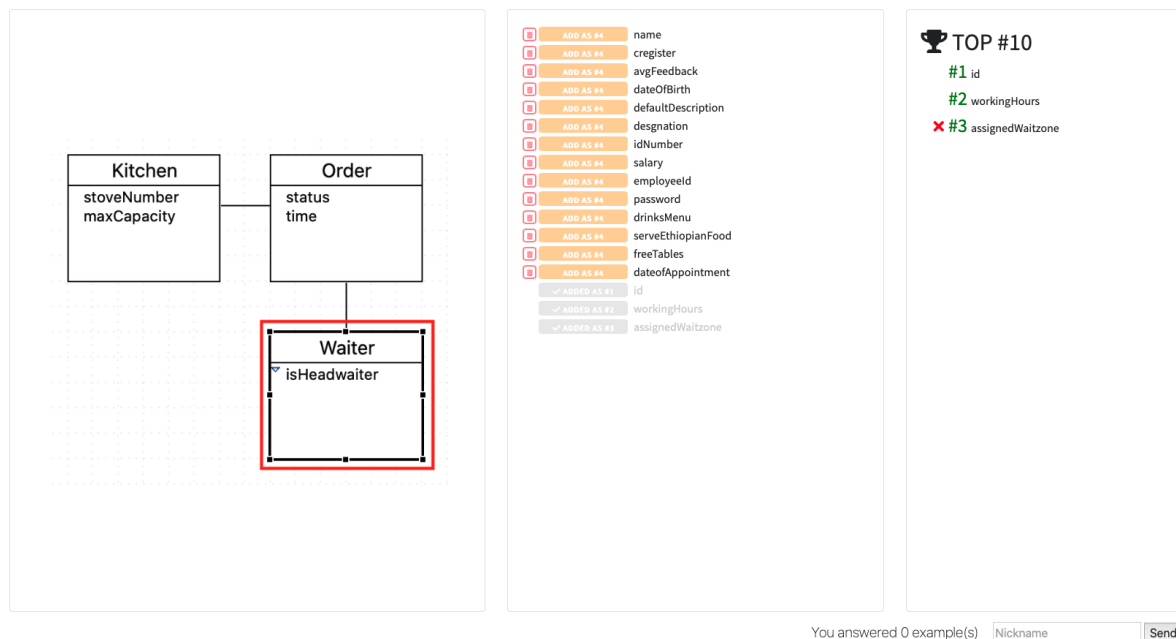 Kitchen
stoveNumber
maxCapacity
Order
status
time
Waiter
isHeadwaiter
ADD AS #4 name
ADD AS #4 cregister
ADD AS #4 avgFeedback
ADD AS #4 dateOfBirth
ADD AS #4 defaultDescription
ADD AS #4 desgnation
ADD AS #4 idNumber
ADD AS #4 salary
ADD AS #4 employeeId
ADD AS #4 password
ADD AS #4 drinksMenu
ADD AS #4 serveEthiopianFood
ADD AS #4 freeTables
ADD AS #4 dateofAppointment
ADDED AS #1 id
ADDED AS #2 workingHours
ADDED AS #3 assignedWaitzone
TOP #10
#1 id
#2 workingHours
#3 assignedWaitzone
You answered 0 example(s) Nickname Send